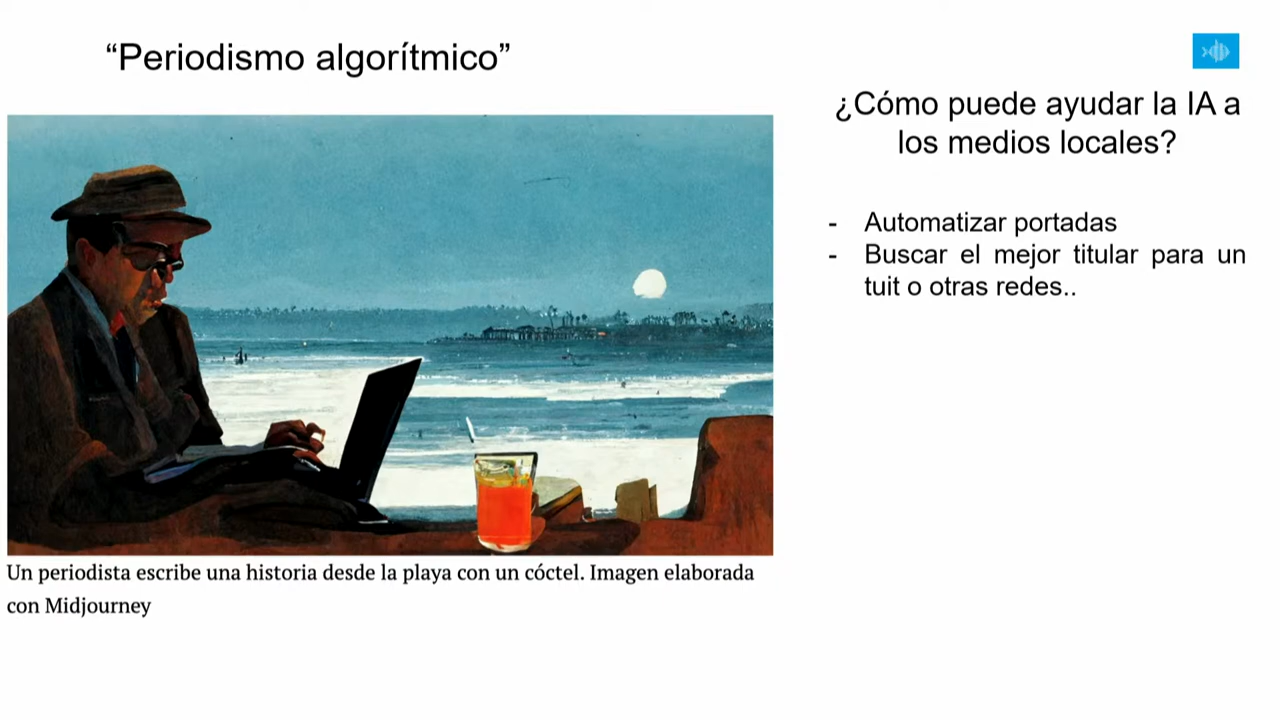 “Periodismo algorítmico”
¿Cómo puede ayudar la IA a
los medios locales?
- Automatizar portadas
- Buscar el mejor titular para un
tuit o otras redes..
Un periodista escribe una historia desde la playa con un cóctel. Imagen elaborada
con Midjourney